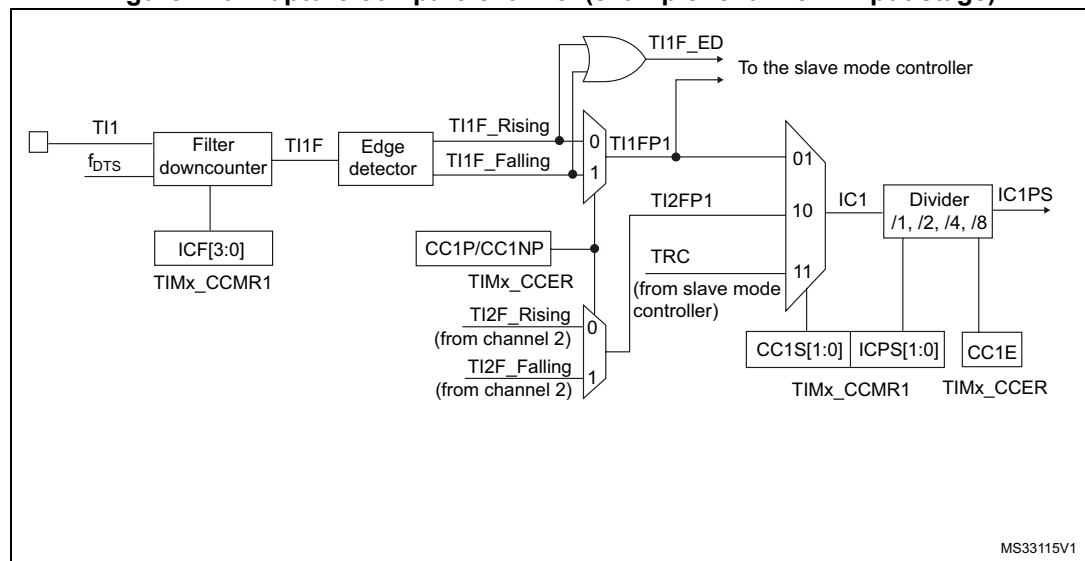 TI1F_ED
To the slave mode controller
TI1
fDTS
Filter
downcounter
TI1F
Edge
detector
TI1F_Rising
TI1F_Falling
0
1
TI1FP1
01
TI2FP1
10
IC1
Divider
/1, /2, /4, /8
IC1PS
ICF[3:0]
TIMx_CCMR1
CC1P/CC1NP
TIMx_CCER
TRC
11
(from slave mode
controller)
TI2F_Rising
(from channel 2)
0
TI2F_Falling
(from channel 2)
1
CC1S[1:0]
ICPS[1:0]
CC1E
TIMx_CCMR1
TIMx_CCER
MS33115V1